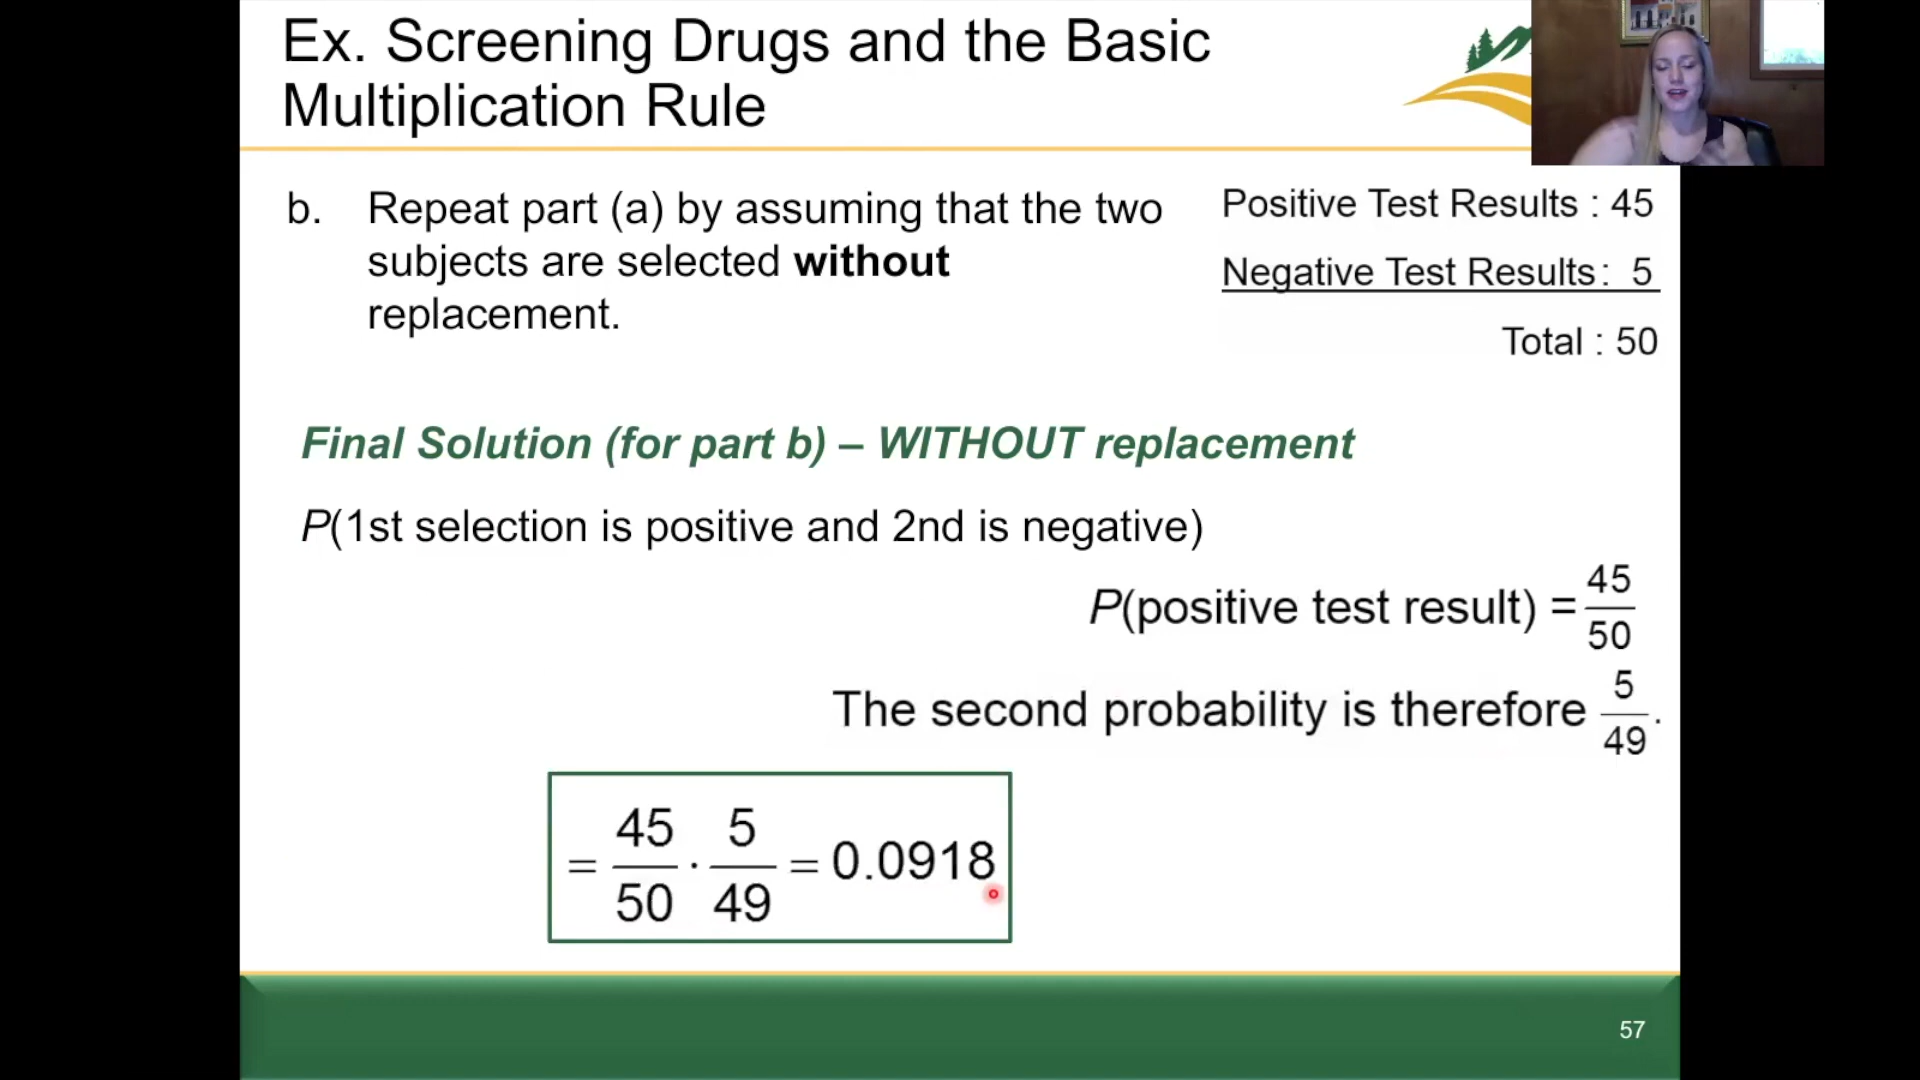 Ex. Screening Drugs and the Basic
Multiplication Rule
b. Repeat part (a) by assuming that the two
subjects are selected without
replacement.
Positive Test Results : 45
Negative Test Results : 5
Total : 50
Final Solution (for part b) – WITHOUT replacement
P(1st selection is positive and 2nd is negative)
P(positive test result) = 45/50
The second probability is therefore 5/49.
= 45/50 · 5/49 = 0.0918
57